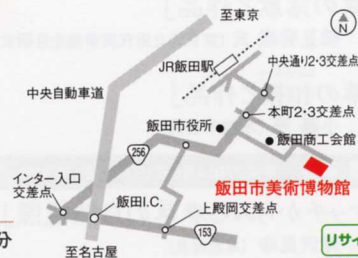 至東京
N
JR飯田駅
中央通り2・3交差点
中央自動車道
本町2・3交差点
飯田市役所
飯田商工会館
256
飯田市美術博物館
インター入口
交差点
飯田I.C.
上殿岡交差点
153
分
至名古屋
リサイ